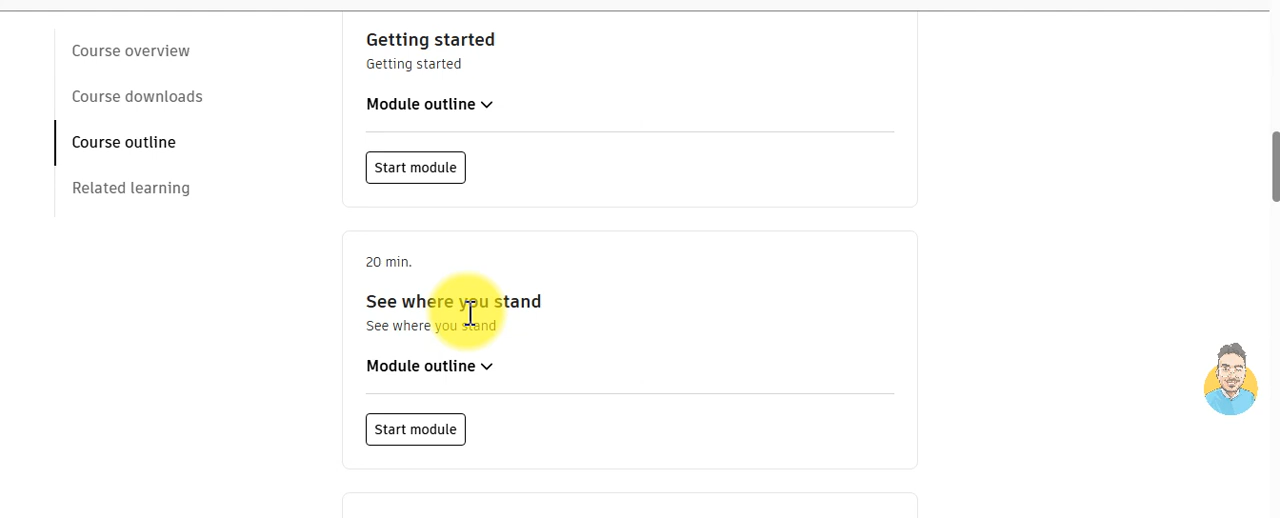 Course overview
Course downloads
Course outline
Related learning
Getting started
Getting started
Module outline
Start module
20 min.
See where you stand
See where you stand
Module outline
Start module